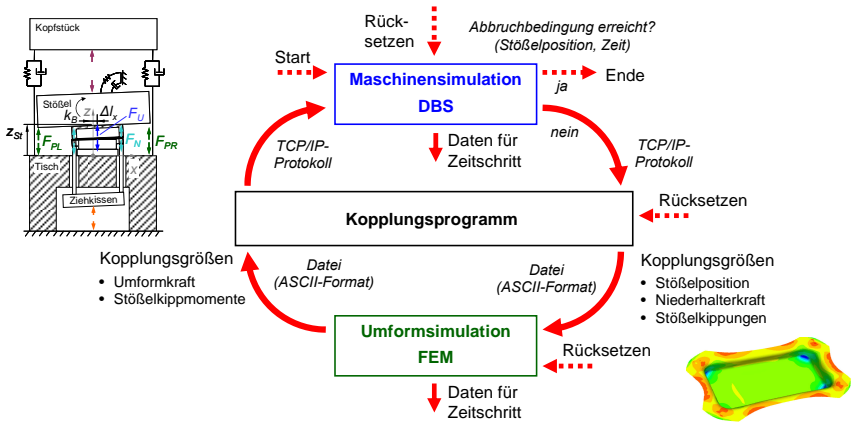 Kopfstück
Stößel
z
k_B
Δl_x
F_U
z_St
F_PL
F_N
F_PR
Tisch
x
Ziehkissen
Rück-
setzen
Start
Abbruchbedingung erreicht?
(Stößelposition, Zeit)
Maschinensimulation
DBS
ja
Ende
nein
TCP/IP-
Protokoll
Daten für
Zeitschritt
TCP/IP-
Protokoll
Kopplungsprogramm
Rücksetzen
Kopplungsgrößen
• Umformkraft
• Stößelkippmomente
Datei
(ASCII-Format)
Datei
(ASCII-Format)
Kopplungsgrößen
• Stößelposition
• Niederhalterkraft
• Stößelkippungen
Umformsimulation
FEM
Rücksetzen
Daten für
Zeitschritt